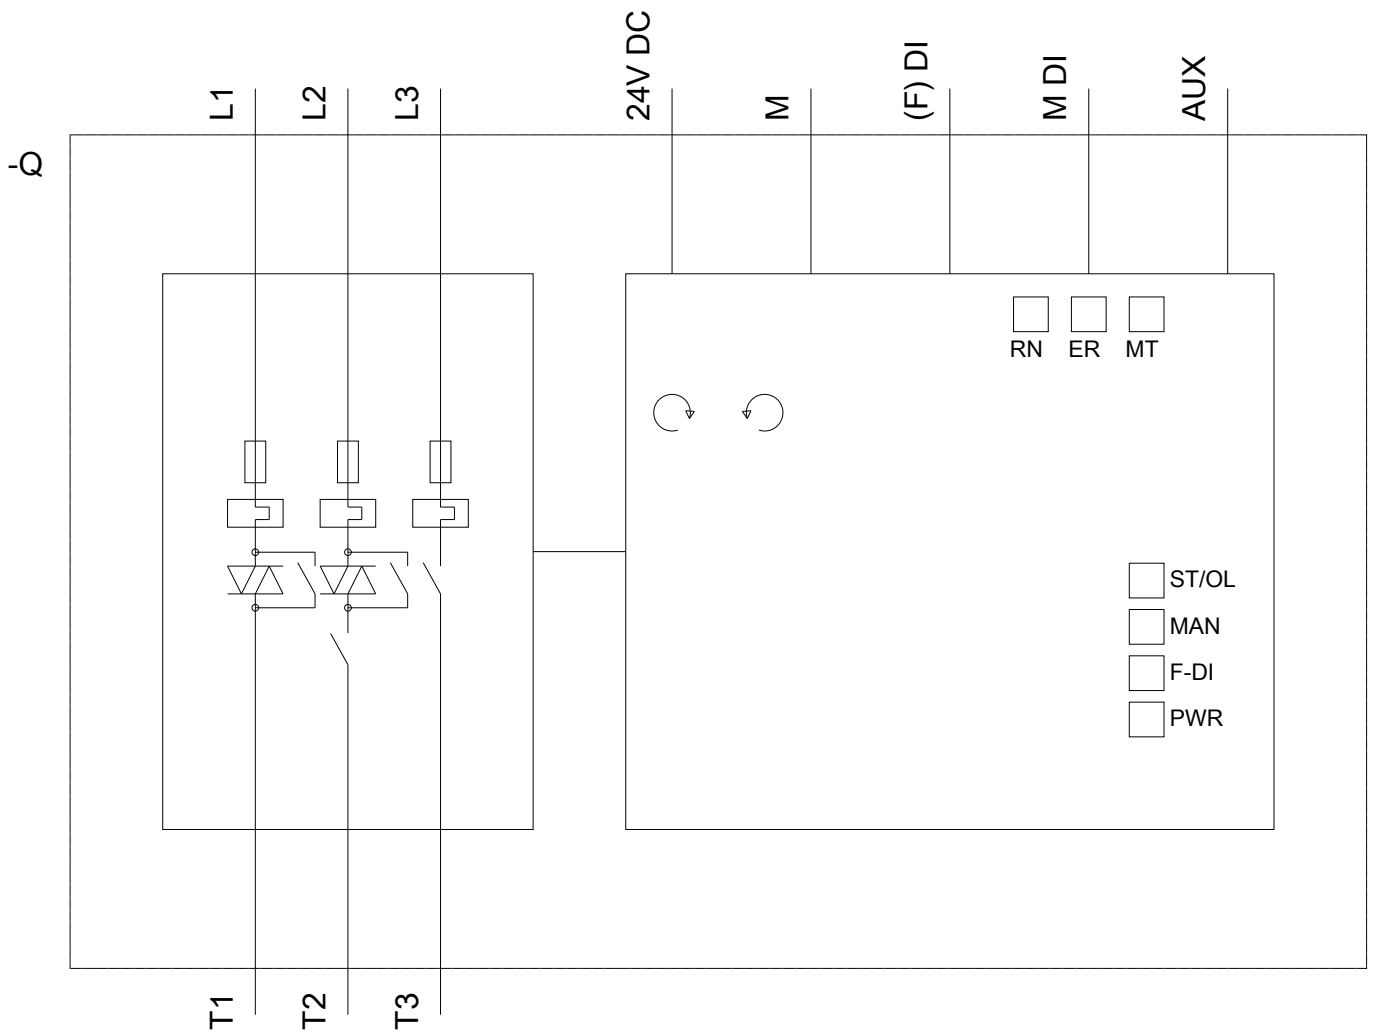 L1 L2 L3 24V DC M (F) DI M DI AUX
-Q
RN ER MT
ST/OL
MAN
F-DI
PWR
T1 T2 T3